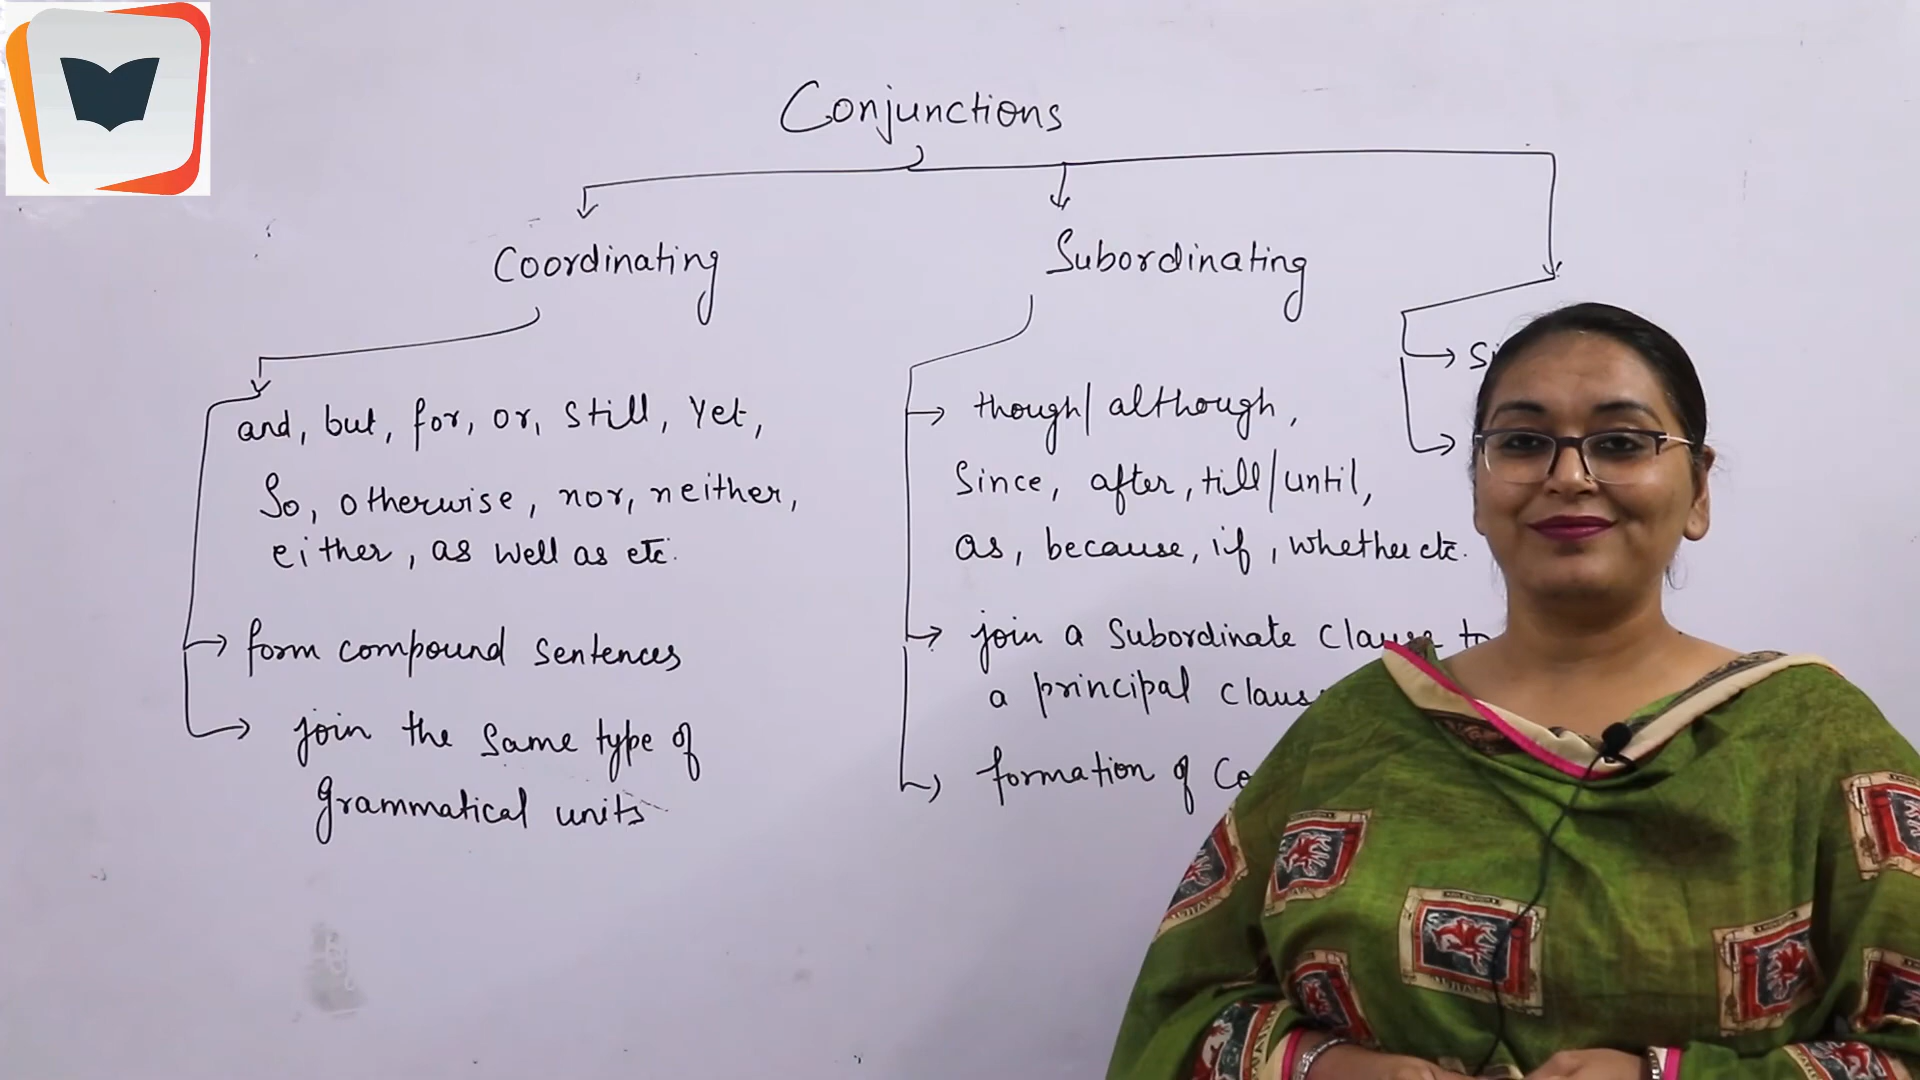 Conjunctions
Coordinating
and, but, for, or, still, Yet,
So, otherwise, nor, neither,
either, as well as etc.
form compound sentences
join the same type of
grammatical units
Subordinating
though/although,
Since, after, till/until,
as, because, if, whether etc.
join a Subordinate Clause to
a principal clause
formation of